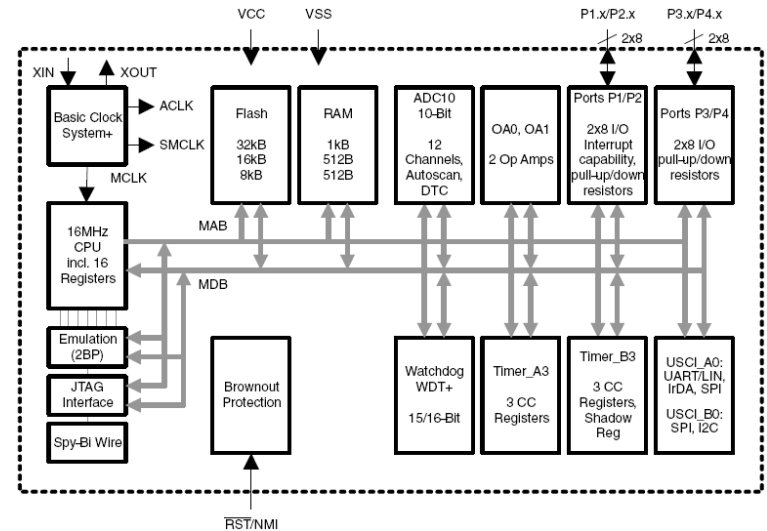 VCC
VSS
P1.x/P2.x
2x8
P3.x/P4.x
2x8
XIN
XOUT
Basic Clock
System+
ACLK
SMCLK
MCLK
Flash
32kB
16kB
8kB
RAM
1kB
512B
512B
ADC10
10-Bit
12
Channels,
Autoscan,
DTC
OA0, OA1
2 Op Amps
Ports P1/P2
2x8 I/O
Interrupt
capability,
pull-up/down
resistors
Ports P3/P4
2x8 I/O
pull-up/down
resistors
16MHz
CPU
incl. 16
Registers
MAB
MDB
Emulation
(2BP)
JTAG
Interface
Spy-Bi Wire
Brownout
Protection
Watchdog
WDT+
15/16-Bit
Timer_A3
3 CC
Registers
Timer_B3
3 CC
Registers,
Shadow
Reg
USCI_A0:
UART/LIN,
IrDA, SPI
USCI_B0:
SPI, I2C
RST/NMI